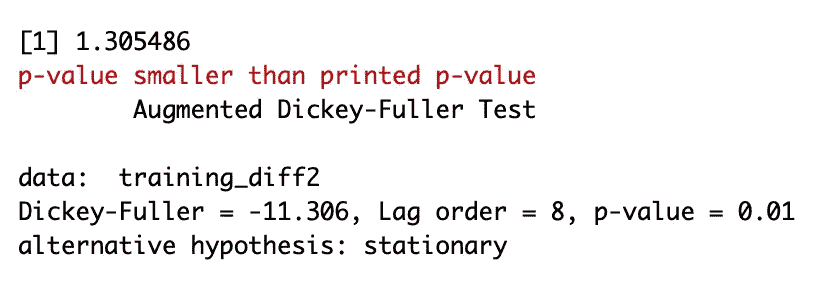 [1] 1.305486
p-value smaller than printed p-value
Augmented Dickey-Fuller Test
data:  training_diff2
Dickey-Fuller = -11.306, Lag order = 8, p-value = 0.01
alternative hypothesis: stationary